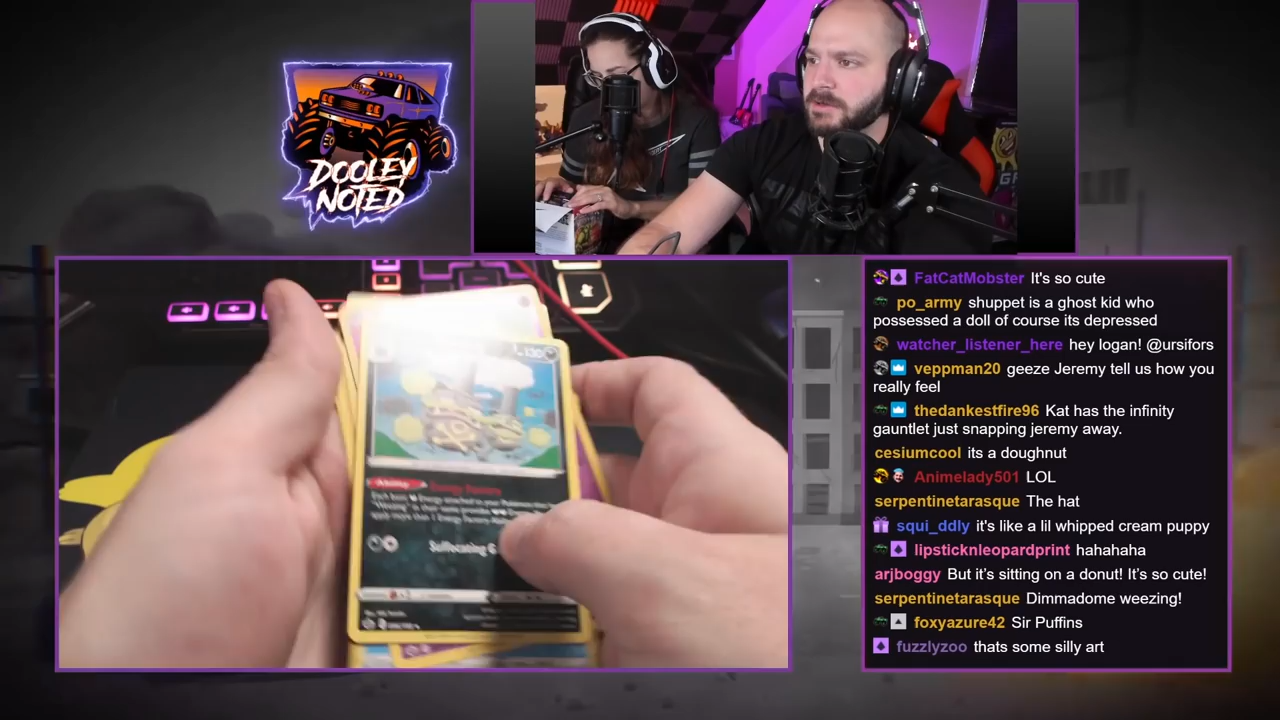 DOOLEY
NOTED
FatCatMobster It's so cute
po_army shuppet is a ghost kid who
possessed a doll of course its depressed
watcher_listener_here hey logan! @ursifors
veppman20 geeze Jeremy tell us how you
really feel
thedankestfire96 Kat has the infinity
gauntlet just snapping jeremy away.
cesiumcool its a doughnut
Animelady501 LOL
serpentinetarasque The hat
squi_ddly it's like a lil whipped cream puppy
lipsticknleopardprint hahahaha
arjboggy But it's sitting on a donut! It's so cute!
serpentinetarasque Dimmadome weezing!
foxyazure42 Sir Puffins
fuzzlyzoo thats some silly art
Ability Energy Factory
Suffocating